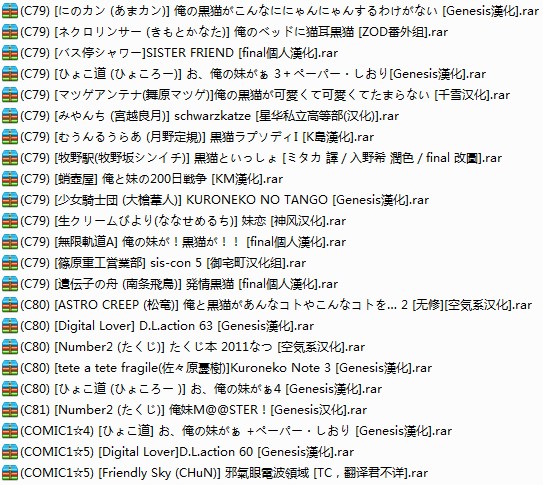 (C79) [にのカン (あまカン)] 俺の黒猫がこんなににゃんにゃんするわけがない [Genesis漢化].rar
(C79) [ネクロリンサー (きもとかなた)] 俺のベッドに猫耳黒猫 [ZOD番外组].rar
(C79) [バス停シャワー]SISTER FRIEND [final個人漢化].rar
(C79) [ひょこ道 (ひょころー)] お、俺の妹がぁ 3＋ペーパー・しおり[Genesis漢化].rar
(C79) [マツゲアンテナ(舞原マツゲ)]俺の黒猫が可愛くて可愛くてたまらない [千雪汉化].rar
(C79) [みやんち (宮越良月)] schwarzkatze [星华私立高等部(汉化)].rar
(C79) [むうんるうらあ (月野定規)] 黒猫ラプソディI [K島漢化].rar
(C79) [牧野駅(牧野坂シンイチ)] 黒猫といっしょ [ミタカ 譯 / 入野希 潤色 / final 改圖].rar
(C79) [蛸壺屋] 俺と妹の200日戦争 [KM漢化].rar
(C79) [少女騎士団 (大槍葦人)] KURONEKO NO TANGO [Genesis漢化].rar
(C79) [生クリームびより(ななせめるち)] 妹恋 [神风汉化].rar
(C79) [無限軌道A] 俺の妹が！黒猫が！！ [final個人漢化].rar
(C79) [篠原重工営業部] sis-con 5 [御宅町汉化组].rar
(C79) [遺伝子の舟 (南条飛鳥)] 発情黒猫 [final個人漢化].rar
(C80) [ASTRO CREEP (松竜)] 俺と黒猫があんなコトやこんなコトを… 2 [无修][空気系汉化].rar
(C80) [Digital Lover] D.L.action 63 [Genesis漢化].rar
(C80) [Number2 (たくじ)] たくじ本 2011なつ [空気系汉化].rar
(C80) [tete a tete fragile(佐々原憂樹)]Kuroneko Note 3 [Genesis漢化].rar
(C80) [ひょこ道 (ひょころー )] お、俺の妹がぁ4 [Genesis漢化].rar
(C81) [Number2 (たくじ)] 俺妹M@@STER！[Genesis汉化].rar
(COMIC1☆4) [ひょこ道] お、俺の妹がぁ ＋ペーパー・しおり [Genesis漢化].rar
(COMIC1☆5) [Digital Lover]D.L.action 60 [Genesis漢化].rar
(COMIC1☆5) [Friendly Sky (CHuN)] 邪氣眼電波領域 [TC，翻译君不详].rar